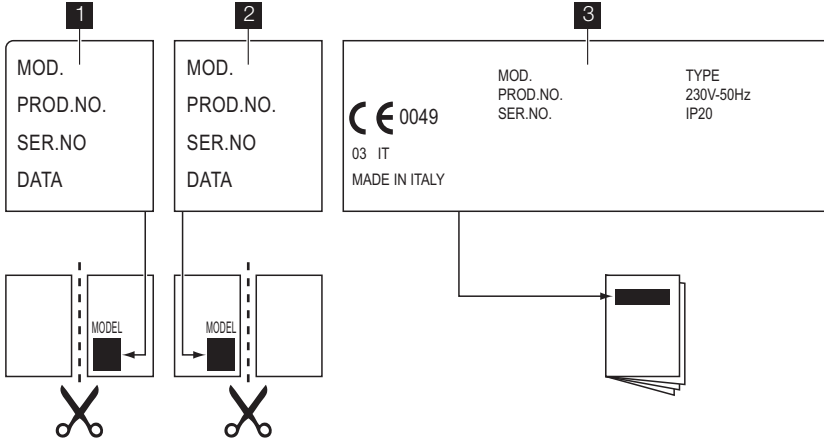 1
MOD.
PROD.NO.
SER.NO
DATA
2
MOD.
PROD.NO.
SER.NO
DATA
3
MOD.
PROD.NO.
SER.NO.
TYPE
230V-50Hz
IP20
CE 0049
03 IT
MADE IN ITALY
MODEL
MODEL